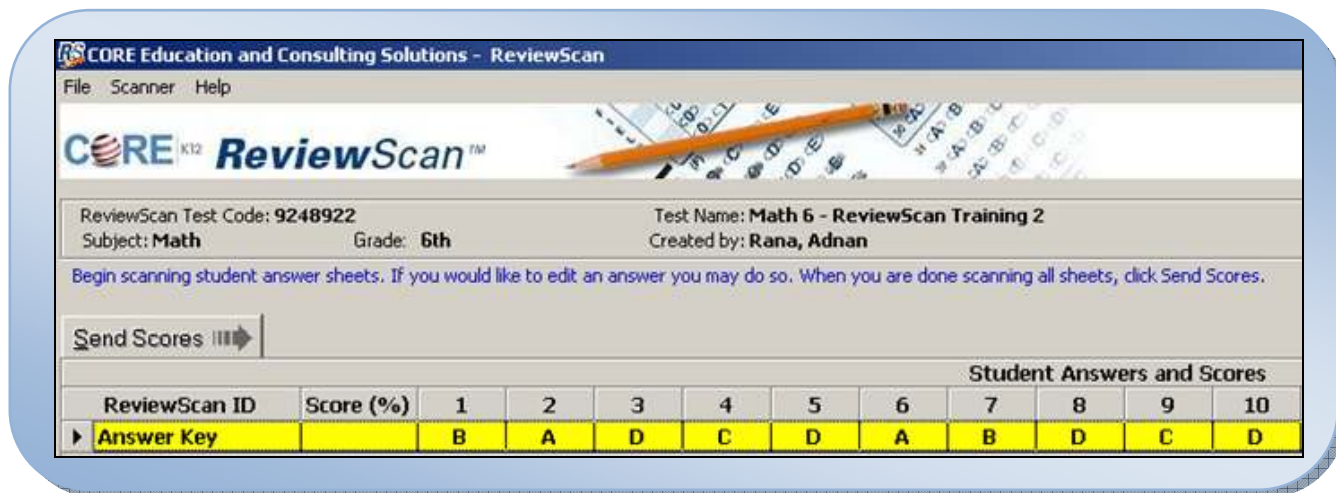 RS CORE Education and Consulting Solutions - ReviewScan
File Scanner Help
CORE K12 ReviewScan™
ReviewScan Test Code: 9248922 Test Name: Math 6 - ReviewScan Training 2
Subject: Math Grade: 6th Created by: Rana, Adnan
Begin scanning student answer sheets. If you would like to edit an answer you may do so. When you are done scanning all sheets, click Send Scores.
Send Scores
Student Answers and Scores
ReviewScan ID Score (%) 1 2 3 4 5 6 7 8 9 10
Answer Key B A D C D A B D C D